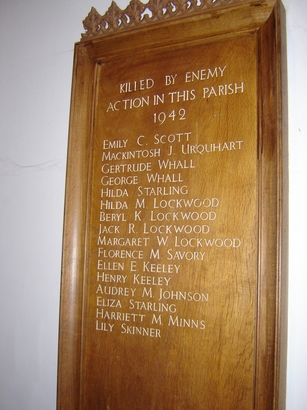 KILLED BY ENEMY
ACTION IN THIS PARISH
1942
EMILY C. SCOTT
MACKINTOSH J. URQUHART
GERTRUDE WHALL
GEORGE WHALL
HILDA STARLING
HILDA M. LOCKWOOD
BERYL K. LOCKWOOD
JACK R. LOCKWOOD
MARGARET W. LOCKWOOD
FLORENCE M. SAVORY
ELLEN E. KEELEY
HENRY KEELEY
AUDREY M. JOHNSON
ELIZA STARLING
HARRIETT M. MINNS
LILY SKINNER